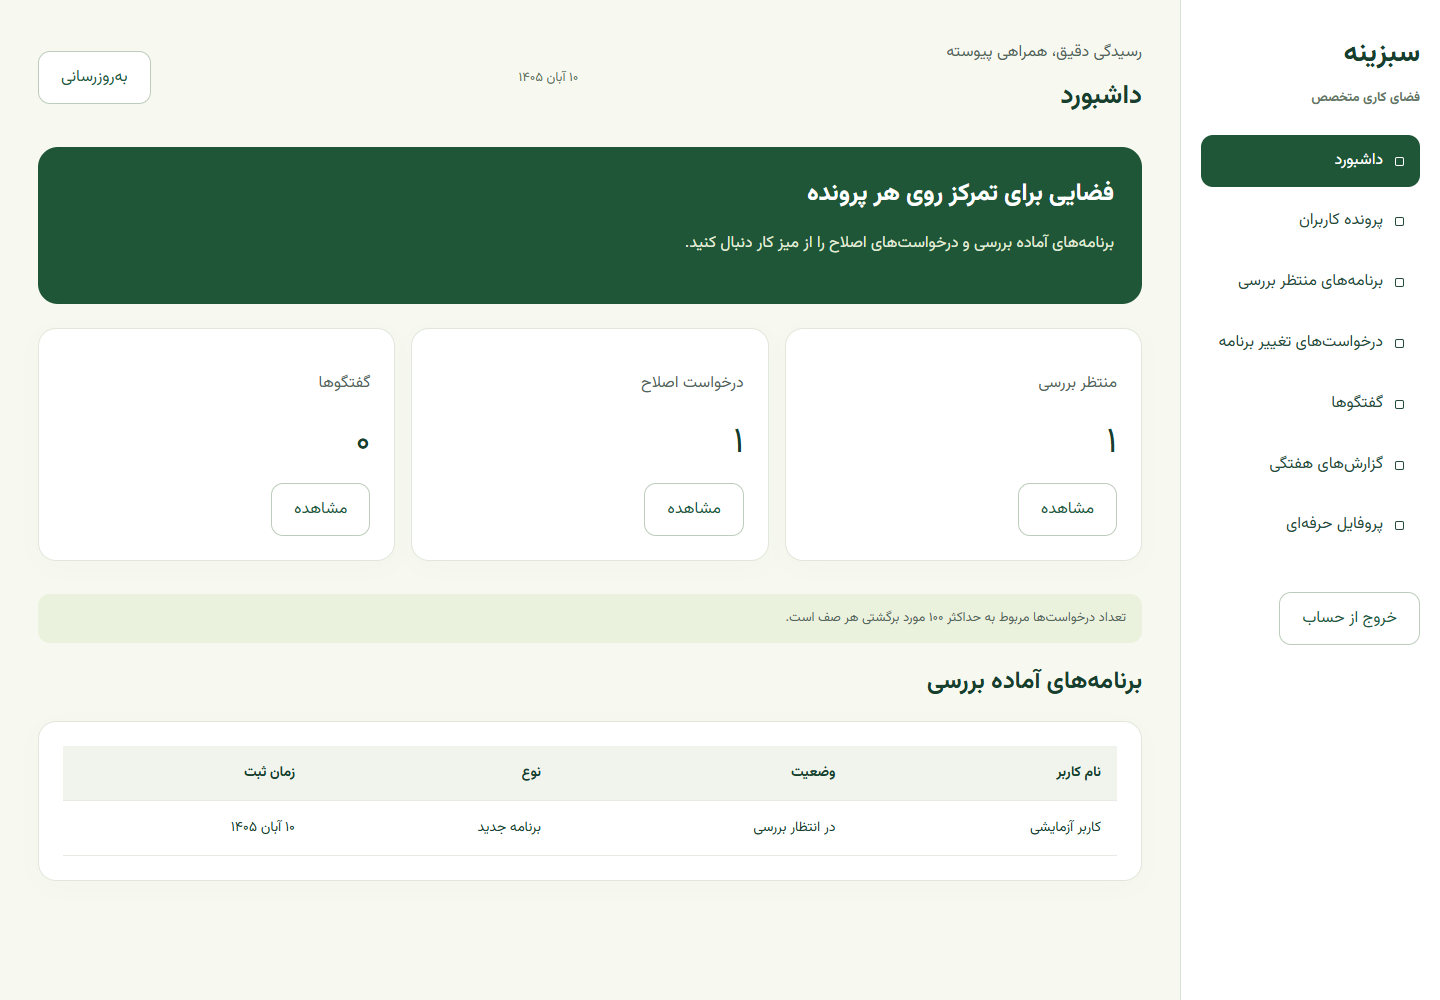 سبزینه
فضای کاری متخصص
داشبورد
پرونده کاربران
برنامه‌های منتظر بررسی
درخواست‌های تغییر برنامه
گفتگوها
گزارش‌های هفتگی
پروفایل حرفه‌ای
خروج از حساب
رسیدگی دقیق، همراهی پیوسته
داشبورد
۱۰ آبان ۱۴۰۵
به‌روزرسانی
فضایی برای تمرکز روی هر پرونده
برنامه‌های آماده بررسی و درخواست‌های اصلاح را از میز کار دنبال کنید.
منتظر بررسی
۱
مشاهده
درخواست اصلاح
۱
مشاهده
گفتگوها
۰
مشاهده
تعداد درخواست‌ها مربوط به حداکثر ۱۰۰ مورد برگشتی هر صف است.
برنامه‌های آماده بررسی
نام کاربر وضعیت نوع زمان ثبت
کاربر آزمایشی در انتظار بررسی برنامه جدید ۱۰ آبان ۱۴۰۵